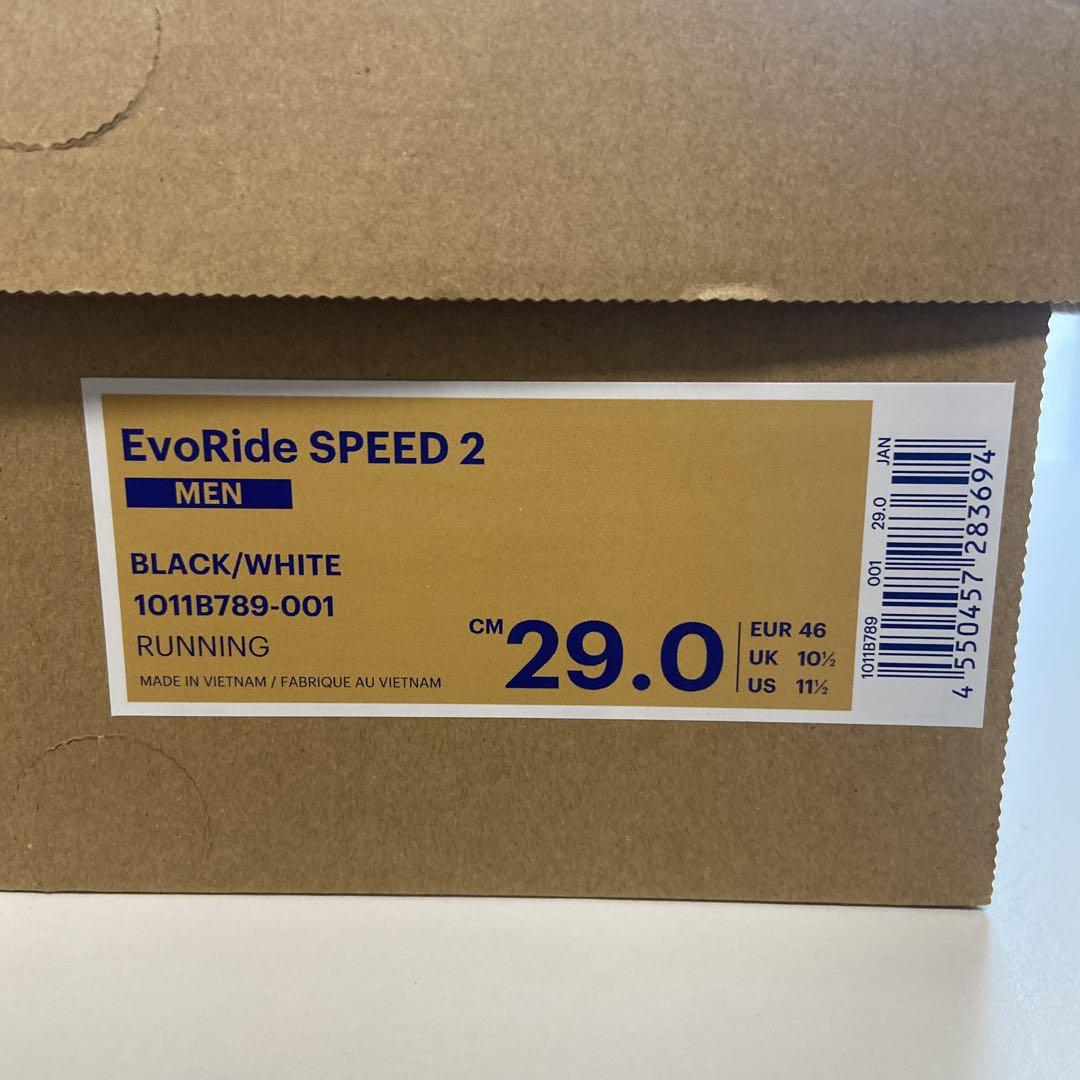 EvoRide SPEED 2
MEN
BLACK/WHITE
1011B789-001
RUNNING
MADE IN VIETNAM / FABRIQUE AU VIETNAM
CM 29.0
EUR 46
UK 10½
US 11½
1011B789 001 29.0 JAN
4 550457 283694